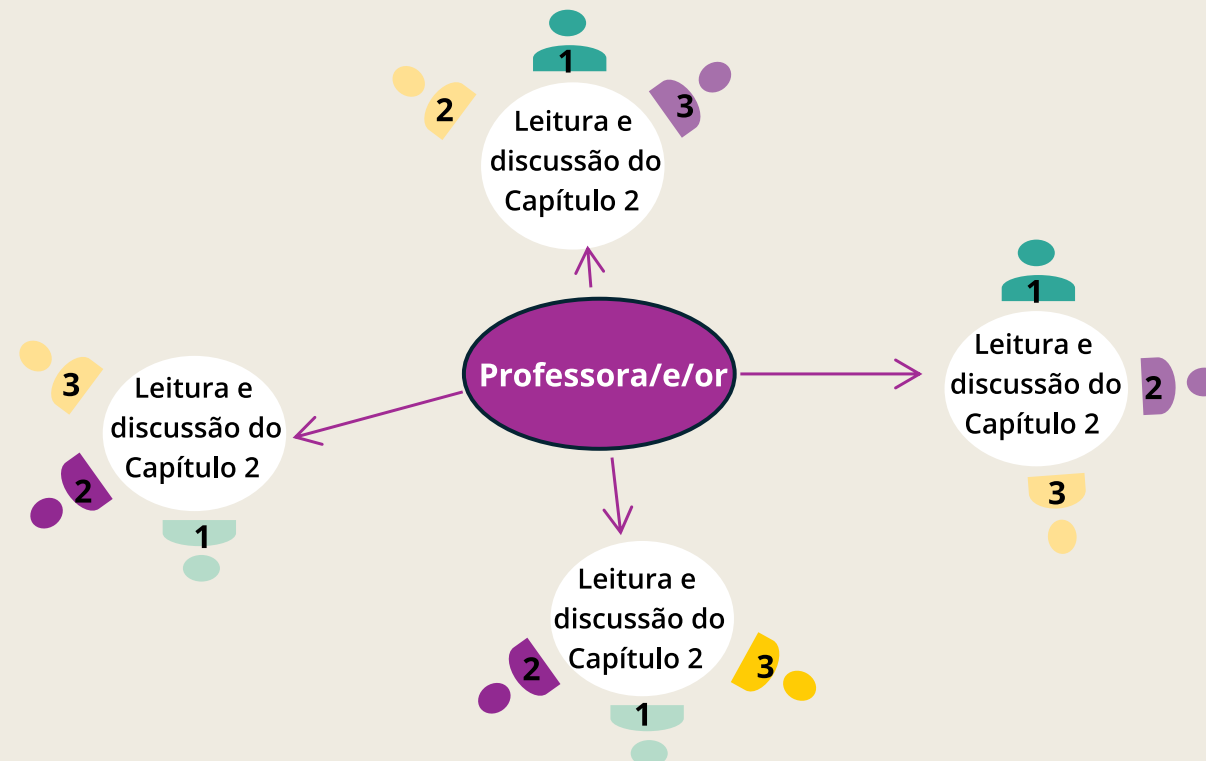 1
2
3
Leitura e
discussão do
Capítulo 2
1
Leitura e
discussão do
Capítulo 2
2
3
Professora/e/or
3
Leitura e
discussão do
Capítulo 2
2
1
Leitura e
discussão do
Capítulo 2
2
3
1